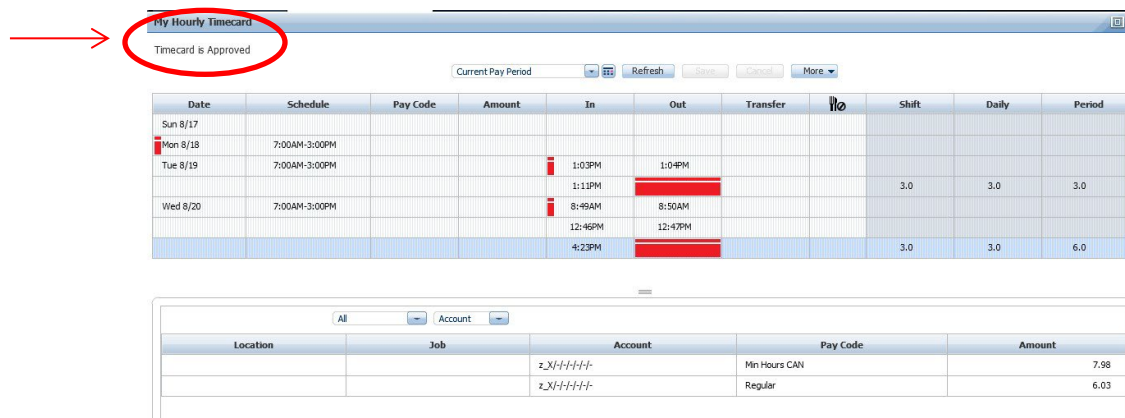 My Hourly Timecard
Timecard is Approved
Current Pay Period Refresh Save Cancel More
Date Schedule Pay Code Amount In Out Transfer Shift Daily Period
Sun 8/17
Mon 8/18 7:00AM-3:00PM
Tue 8/19 7:00AM-3:00PM 1:03PM 1:04PM
1:11PM 3.0 3.0 3.0
Wed 8/20 7:00AM-3:00PM 8:49AM 8:50AM
12:46PM 12:47PM
4:23PM 3.0 3.0 6.0
All Account
Location Job Account Pay Code Amount
z_X/-/-/-/-/-/- Min Hours CAN 7.98
z_X/-/-/-/-/-/- Regular 6.03